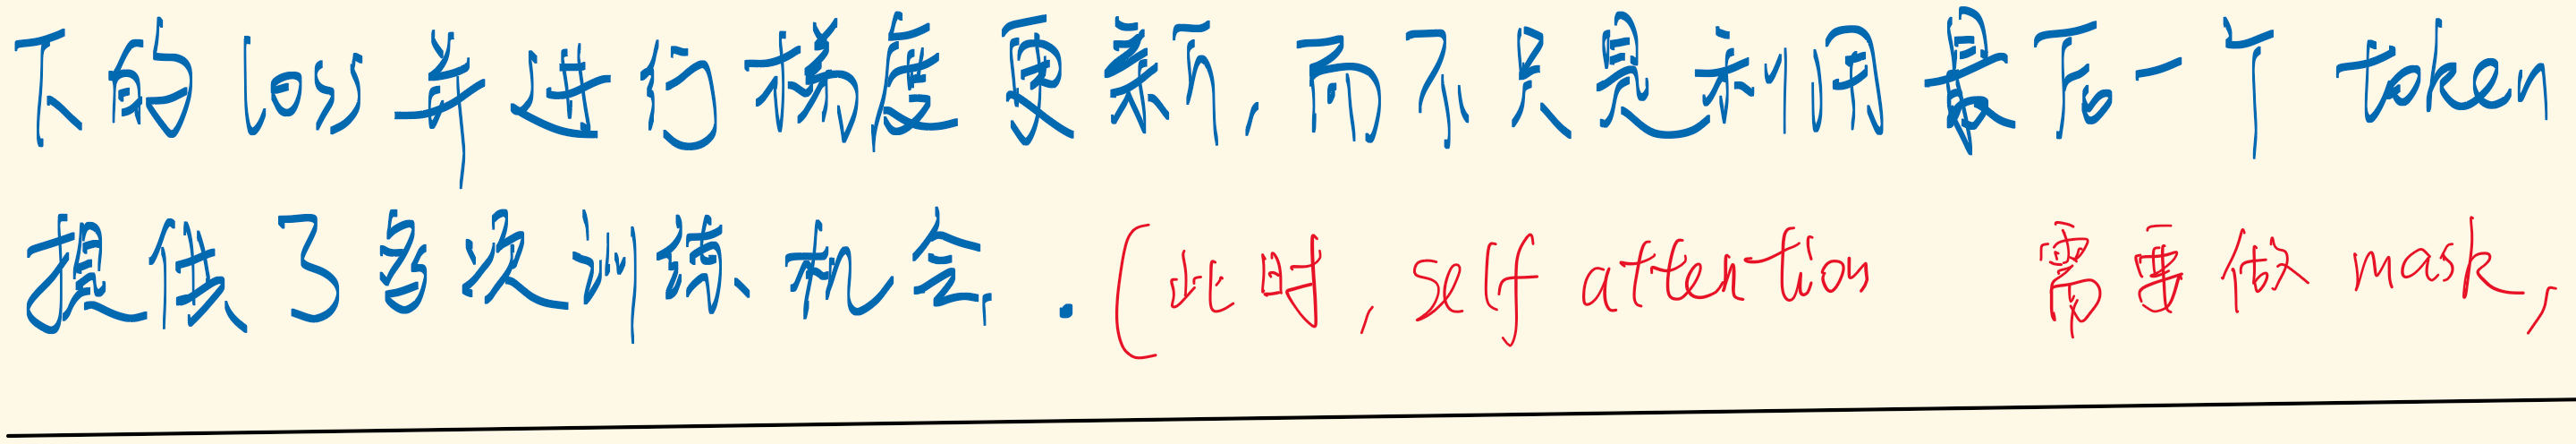 下的 loss 并进行梯度更新,而不只是利用最后一个 token
提供了多次训练机会.(此时, self attention 需要做 mask,